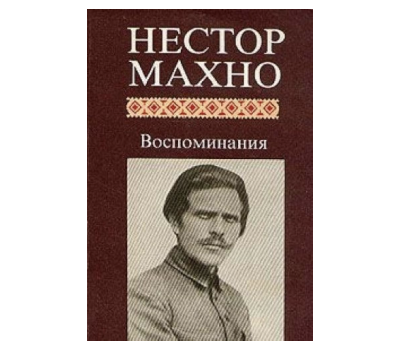 НЕСТОР
МАХНО
Воспоминания